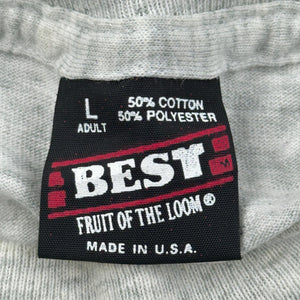 L
ADULT
50% COTTON
50% POLYESTER
BEST
FRUIT OF THE LOOM®
MADE IN U.S.A.